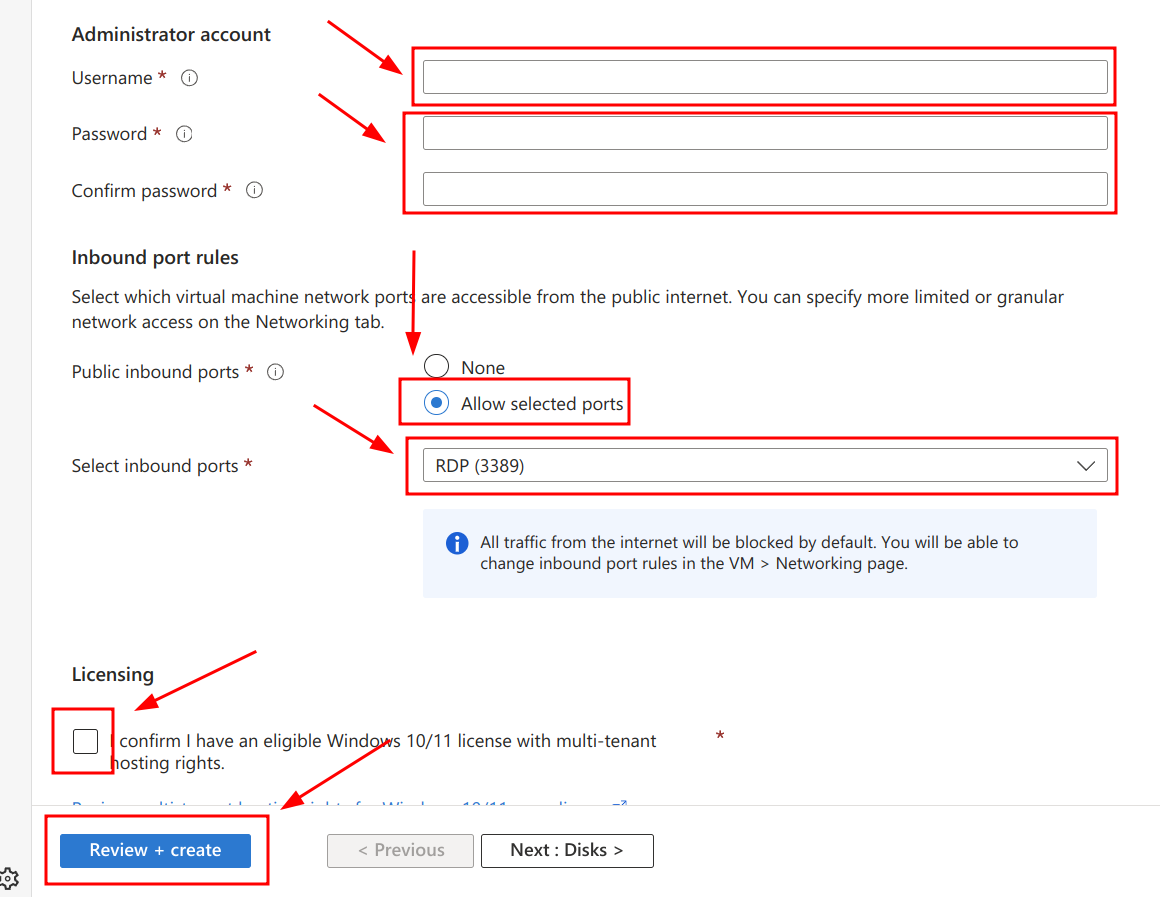 Administrator account
Username *
Password *
Confirm password *
Inbound port rules
Select which virtual machine network ports are accessible from the public internet. You can specify more limited or granular
network access on the Networking tab.
Public inbound ports *
None
Allow selected ports
Select inbound ports *
RDP (3389)
All traffic from the internet will be blocked by default. You will be able to
change inbound port rules in the VM > Networking page.
Licensing
I confirm I have an eligible Windows 10/11 license with multi-tenant *
hosting rights.
Review + create
< Previous
Next : Disks >